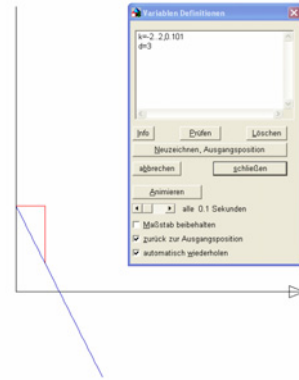 Variablen Definitionen
k=-2..2,0.101
d=3
Info Prüfen Löschen
Neuzeichnen, Ausgangsposition
abbrechen schließen
Animieren
alle 0.1 Sekunden
Maßstab beibehalten
zurück zur Ausgangsposition
automatisch wiederholen